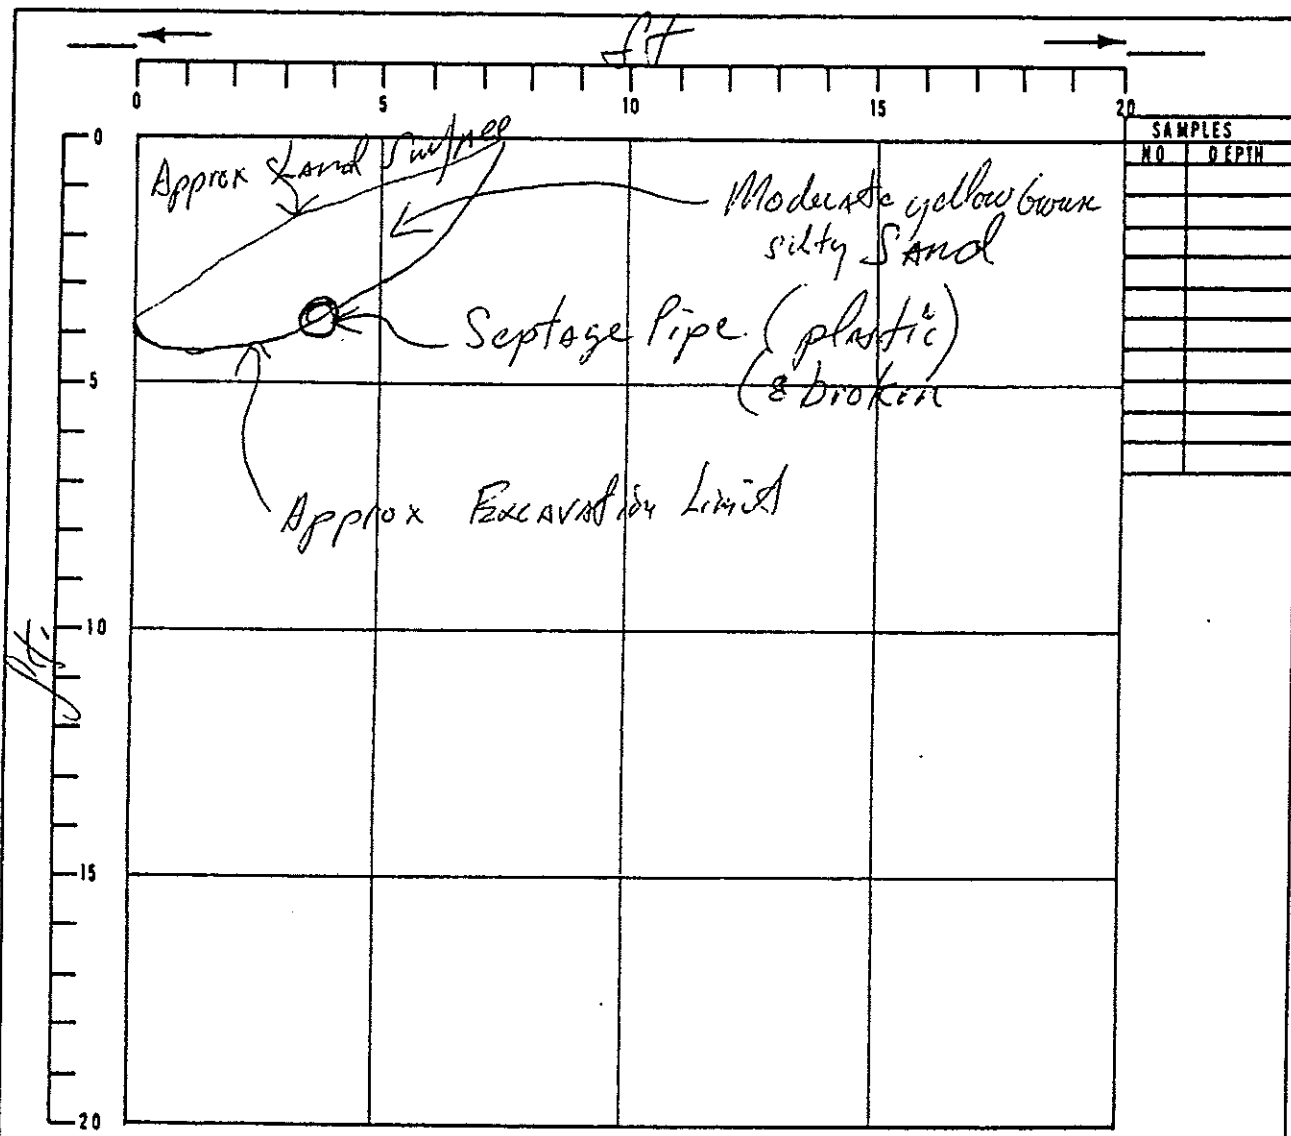 ft
0 5 10 15 20
SAMPLES
NO DEPTH
0
Approx Land Surface
Moderate yellow brown
silty Sand
Septage Pipe (plastic)
(& broken
5
Approx Excavation Limit
10
ft.
15
20